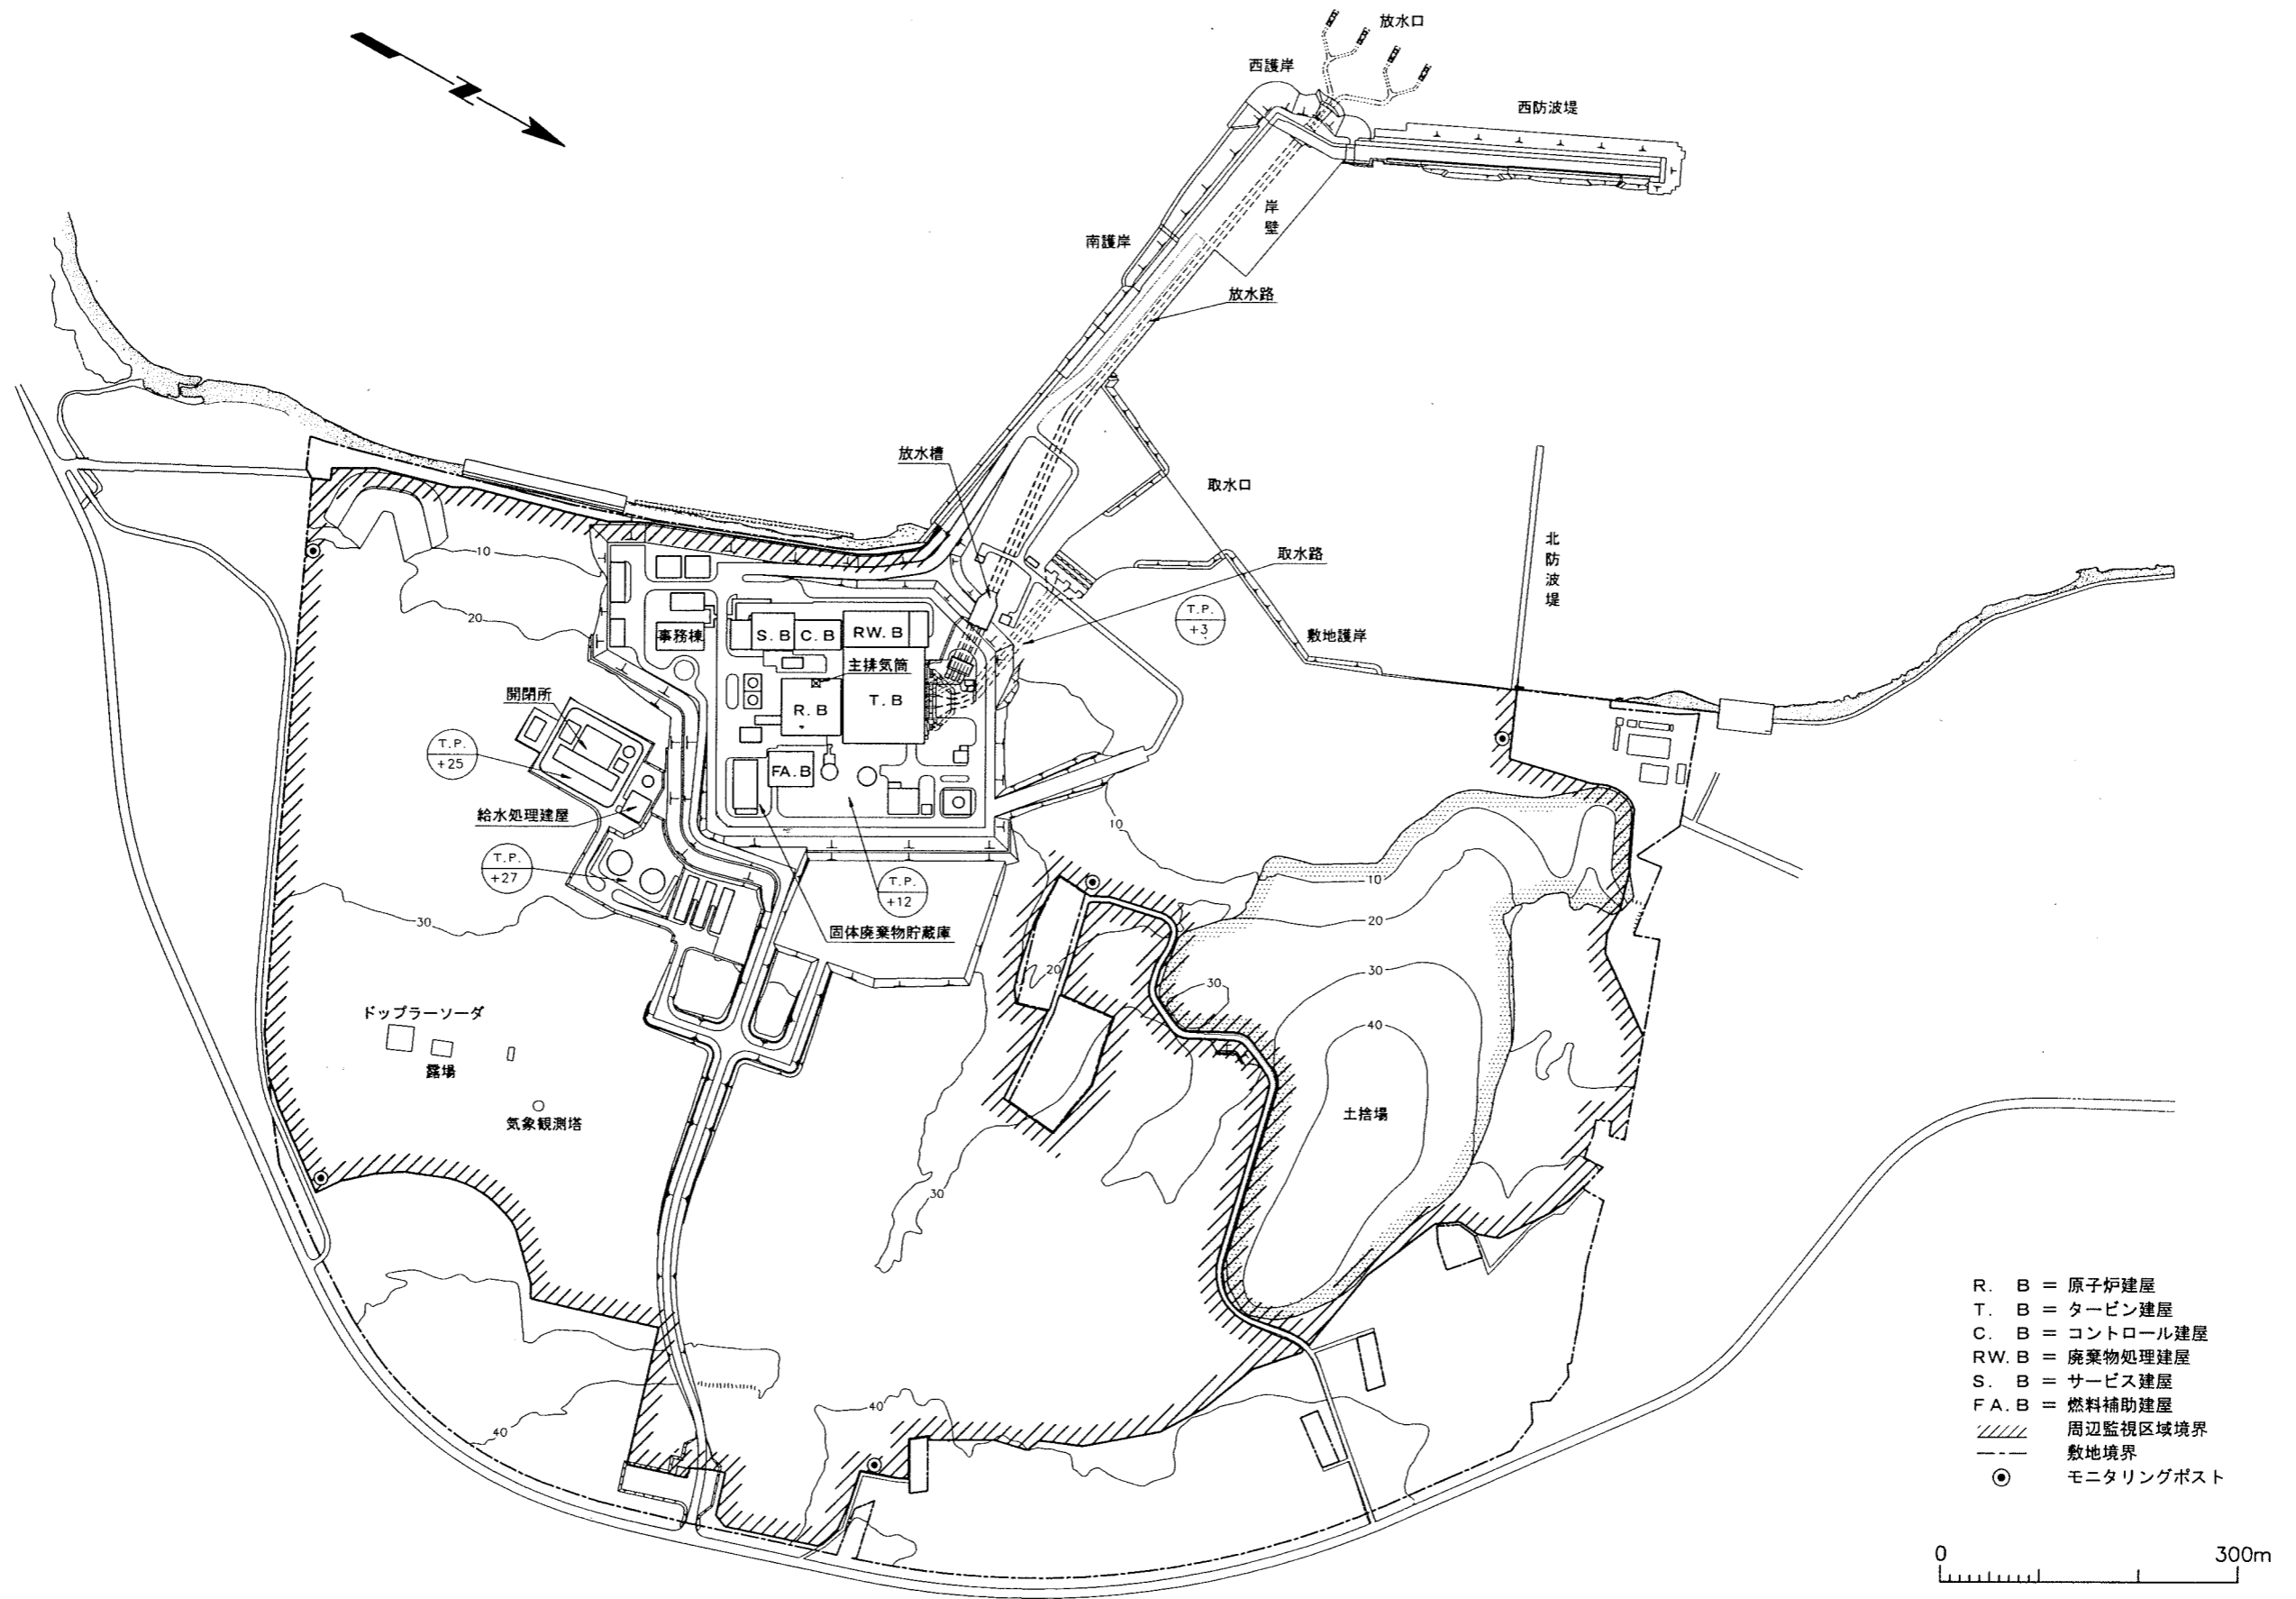 放水口
西護岸
西防波堤
岸壁
南護岸
放水路
放水槽
取水口
北防波堤
取水路
T.P.
+3
敷地護岸
10
20
事務棟
S.B
C.B
RW.B
主排気筒
R.B
T.B
開閉所
T.P.
+25
FA.B
給水処理建屋
T.P.
+27
T.P.
+12
固体廃棄物貯蔵庫
10
10
20
30
20
30
30
40
ドップラーソーダ
露場
気象観測塔
土捨場
30
40
40
R. B = 原子炉建屋
T. B = タービン建屋
C. B = コントロール建屋
RW. B = 廃棄物処理建屋
S. B = サービス建屋
FA. B = 燃料補助建屋
周辺監視区域境界
敷地境界
モニタリングポスト
0 300m